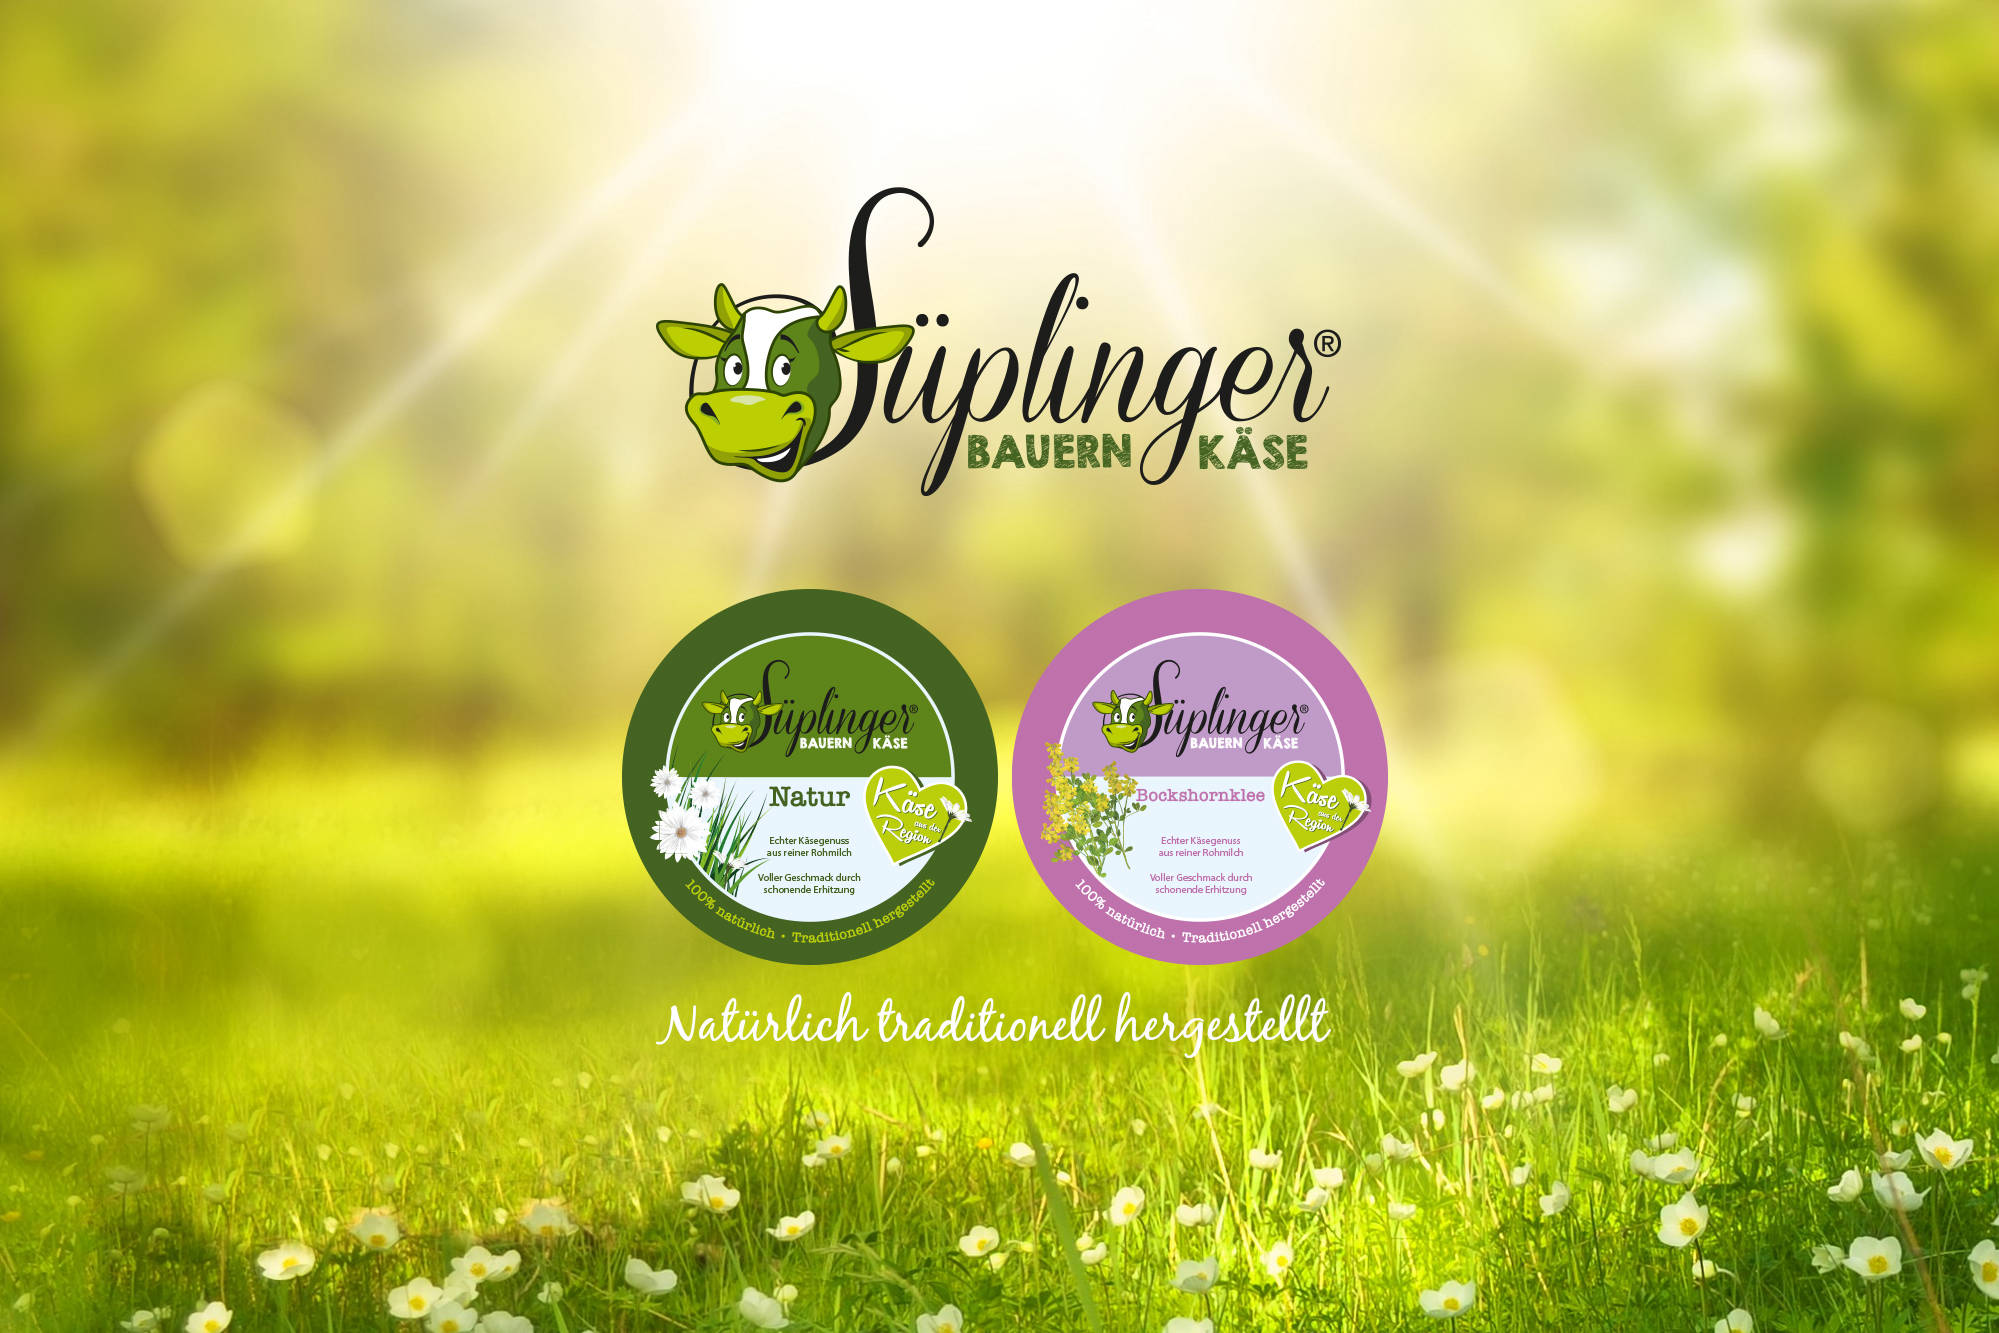 Süplinger®
BAUERN KÄSE
Süplinger®
BAUERN KÄSE
Natur
Käse
aus der
Region
Echter Käsegenuss
aus reiner Rohmilch
Voller Geschmack durch
schonende Erhitzung
100% natürlich • Traditionell hergestellt
Süplinger®
BAUERN KÄSE
Bockshornklee
Käse
aus der
Region
Echter Käsegenuss
aus reiner Rohmilch
Voller Geschmack durch
schonende Erhitzung
100% natürlich • Traditionell hergestellt
Natürlich traditionell hergestellt